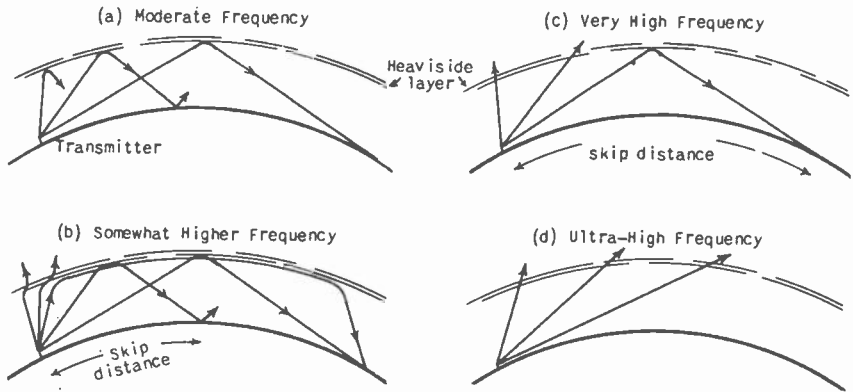 (a) Moderate Frequency
Transmitter
Heaviside
layer
(c) Very High Frequency
skip distance
(b) Somewhat Higher Frequency
Skip
distance
(d) Ultra-High Frequency